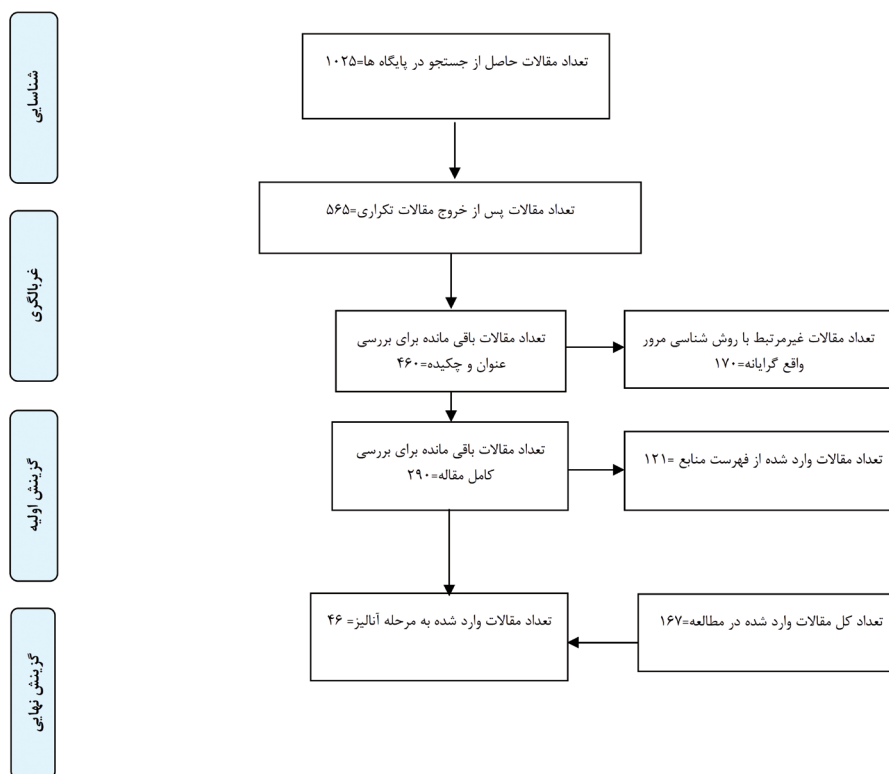 شناسایی
تعداد مقالات حاصل از جستجو در پایگاه ها=۱۰۲۵
تعداد مقالات پس از خروج مقالات تکراری=۵۶۵
غربالگری
تعداد مقالات باقی مانده برای بررسی
عنوان و چکیده=۴۶۰
تعداد مقالات غیرمرتبط با روش شناسی مرور
واقع گرایانه=۱۷۰
گزینش اولیه
تعداد مقالات باقی مانده برای بررسی
کامل مقاله=۲۹۰
تعداد مقالات وارد شده از فهرست منابع =۱۲۱
گزینش نهایی
تعداد مقالات وارد شده به مرحله آنالیز= ۴۶
تعداد کل مقالات وارد شده در مطالعه=۱۶۷